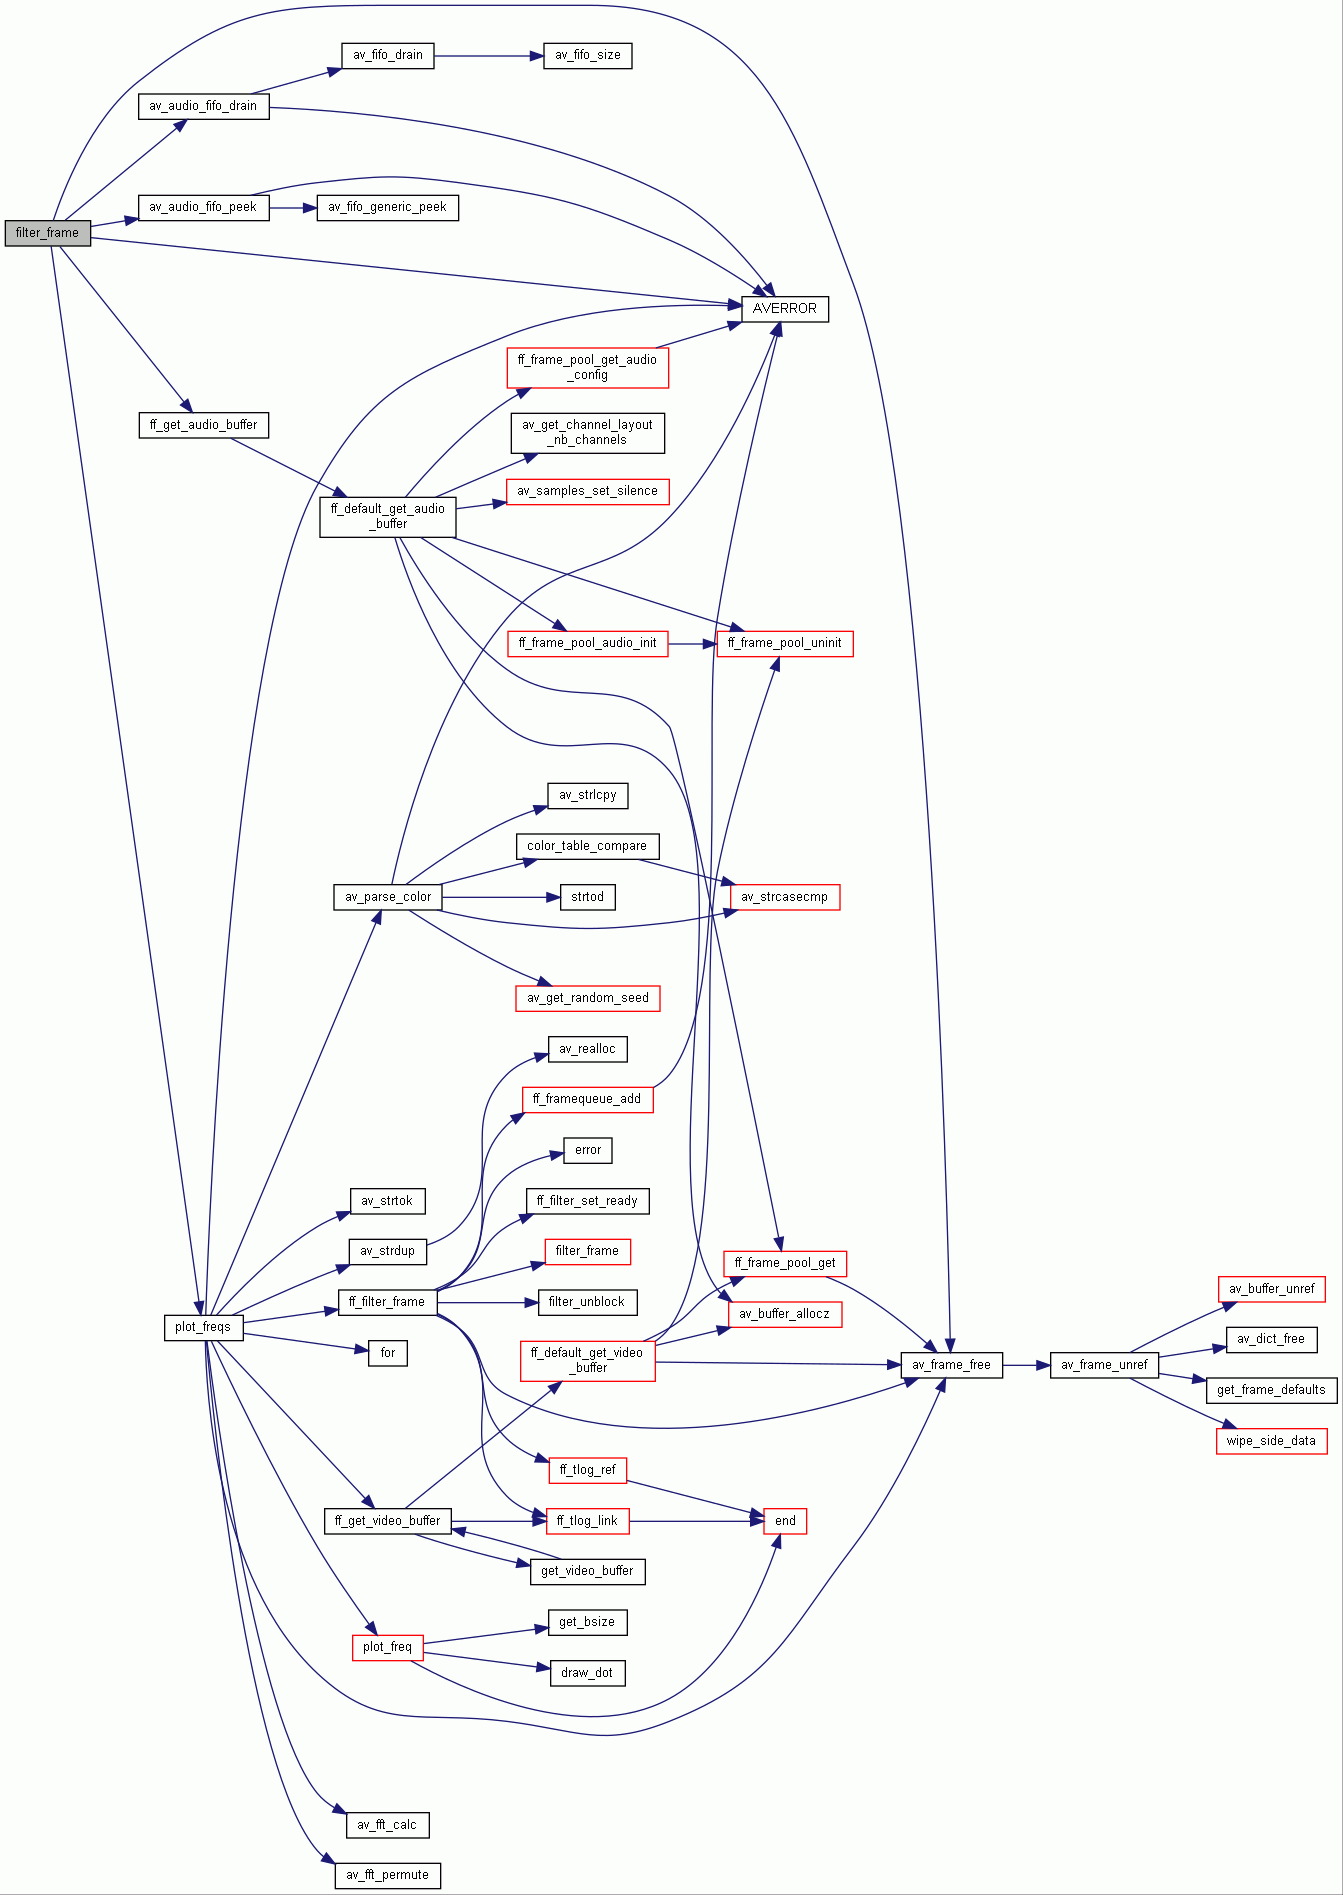 av_fifo_drain
av_fifo_size
av_audio_fifo_drain
av_audio_fifo_peek
av_fifo_generic_peek
filter_frame
AVERROR
ff_frame_pool_get_audio
_config
ff_get_audio_buffer
av_get_channel_layout
_nb_channels
av_samples_set_silence
ff_default_get_audio
_buffer
ff_frame_pool_audio_init
ff_frame_pool_uninit
av_strlcpy
color_table_compare
av_parse_color
strtod
av_strcasecmp
av_get_random_seed
av_realloc
ff_framequeue_add
error
av_strtok
ff_filter_set_ready
av_strdup
filter_frame
ff_frame_pool_get
av_buffer_unref
ff_filter_frame
filter_unblock
av_buffer_allocz
plot_freqs
av_dict_free
for
ff_default_get_video
_buffer
av_frame_free
av_frame_unref
get_frame_defaults
wipe_side_data
ff_tlog_ref
ff_get_video_buffer
ff_tlog_link
end
get_video_buffer
get_bsize
plot_freq
draw_dot
av_fft_calc
av_fft_permute